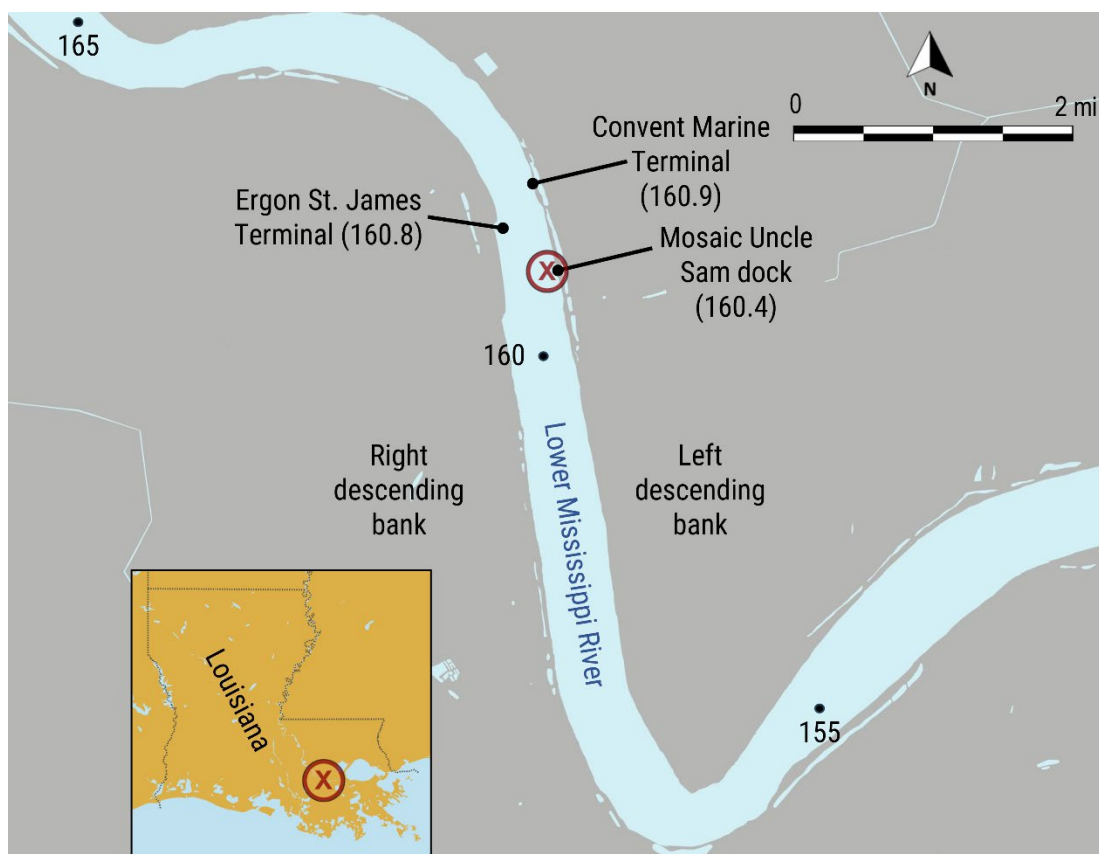 165
N
0
2 mi
Convent Marine
Terminal
(160.9)
Ergon St. James
Terminal (160.8)
Mosaic Uncle
Sam dock
(160.4)
X
160
Lower Mississippi River
Right
descending
bank
Left
descending
bank
Louisiana
X
155